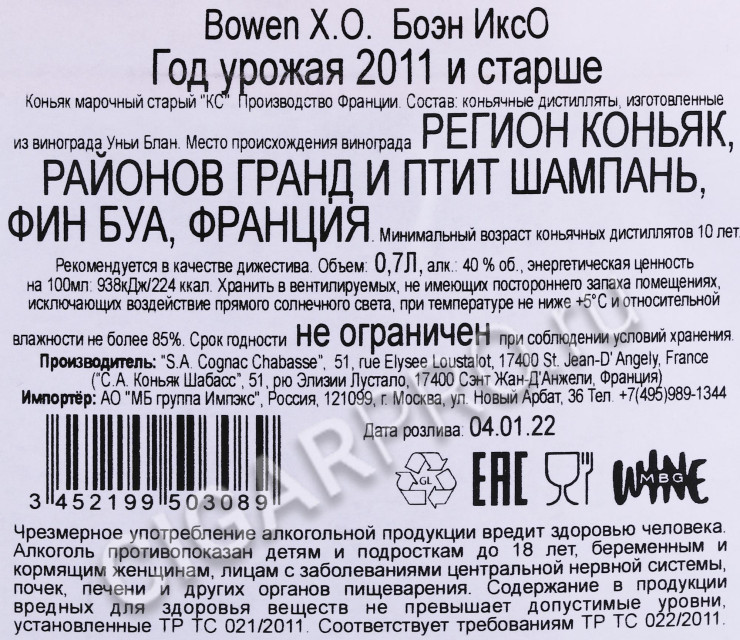 Bowen X.O. Боэн ИксО
Год урожая 2011 и старше
Коньяк марочный старый "КС" Производство Франции. Состав: коньячные дистилляты, изготовленные
из винограда Уньи Блан. Место происхождения винограда РЕГИОН КОНЬЯК,
РАЙОНОВ ГРАНД И ПТИТ ШАМПАНЬ,
ФИН БУА, ФРАНЦИЯ. Минимальный возраст коньячных дистиллятов 10 лет.
Рекомендуется в качестве дижестива. Объем: 0,7Л, алк.: 40 % об., энергетическая ценность
на 100мл: 938кДж/224 ккал. Хранить в вентилируемых, не имеющих постороннего запаха помещениях,
исключающих воздействие прямого солнечного света, при температуре не ниже +5°С и относительной
влажности не более 85%. Срок годности не ограничен при соблюдении условий хранения.
Производитель: "S.A. Cognac Chabasse", 51, rue Elysee Loustalot, 17400 St. Jean-D' Angely, France
("С.А. Коньяк Шабасс", 51, рю Элизии Лустало, 17400 Сэнт Жан-Д'Анжели, Франция)
Импортёр: АО "МБ группа Импэкс", Россия, 121099, г. Москва, ул. Новый Арбат, 36 Тел. +7(495)989-1344
Дата розлива: 04.01.22
GL EAC WINE MBG
3 452199 503089
Чрезмерное употребление алкогольной продукции вредит здоровью человека.
Алкоголь противопоказан детям и подросткам до 18 лет, беременным и
кормящим женщинам, лицам с заболеваниями центральной нервной системы,
почек, печени и других органов пищеварения. Содержание в продукции
вредных для здоровья веществ не превышает допустимые уровни,
установленные ТР ТС 021/2011. Соответствует требованиям ТР ТС 022/2011.
CIGARPRO.ru